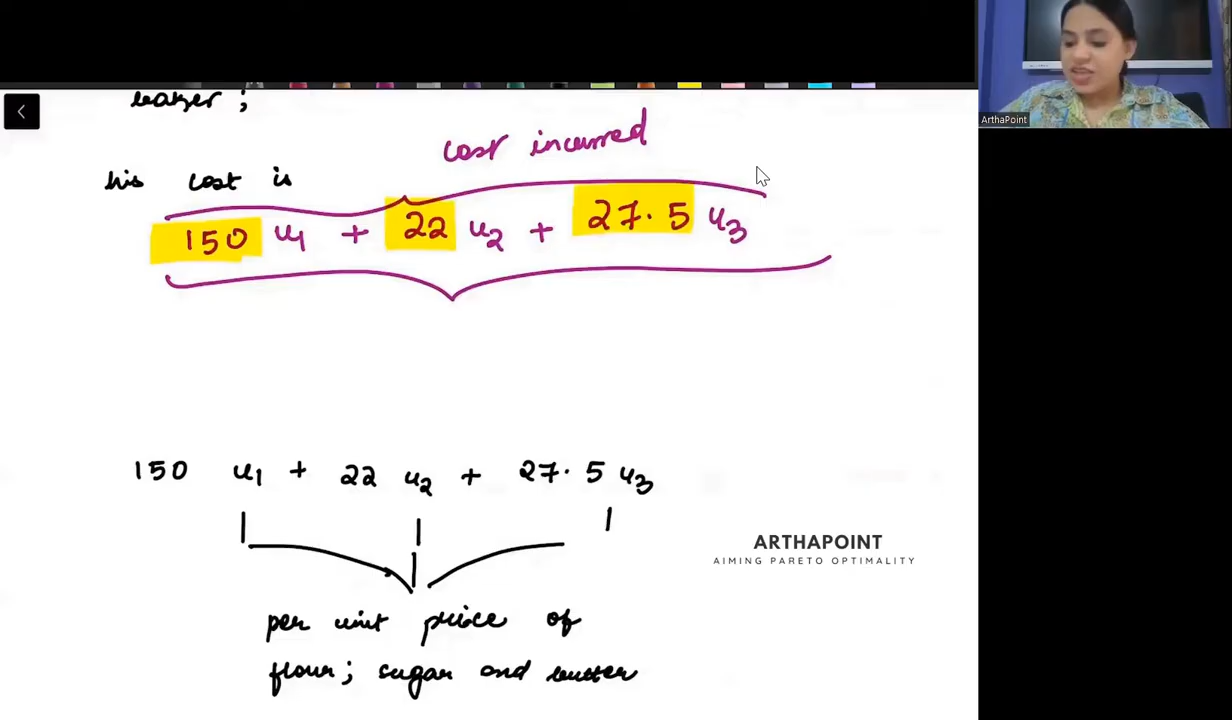 cost incurred
his cost is
150 u1 + 22 u2 + 27.5 u3
150 u1 + 22 u2 + 27.5 u3
per unit price of
flour; sugar and butter
ARTHAPOINT
AIMING PARETO OPTIMALITY
ArthaPoint